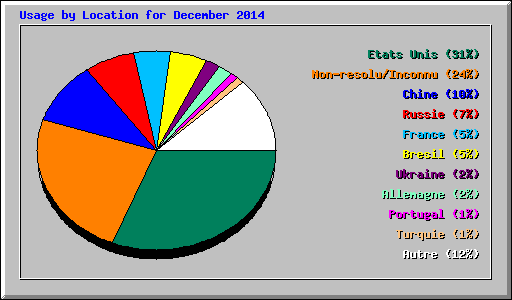 Usage by Location for December 2014
Etats Unis (31%)
Non-resolu/Inconnu (24%)
Chine (10%)
Russie (7%)
France (5%)
Bresil (5%)
Ukraine (2%)
Allemagne (2%)
Portugal (1%)
Turquie (1%)
Autre (12%)